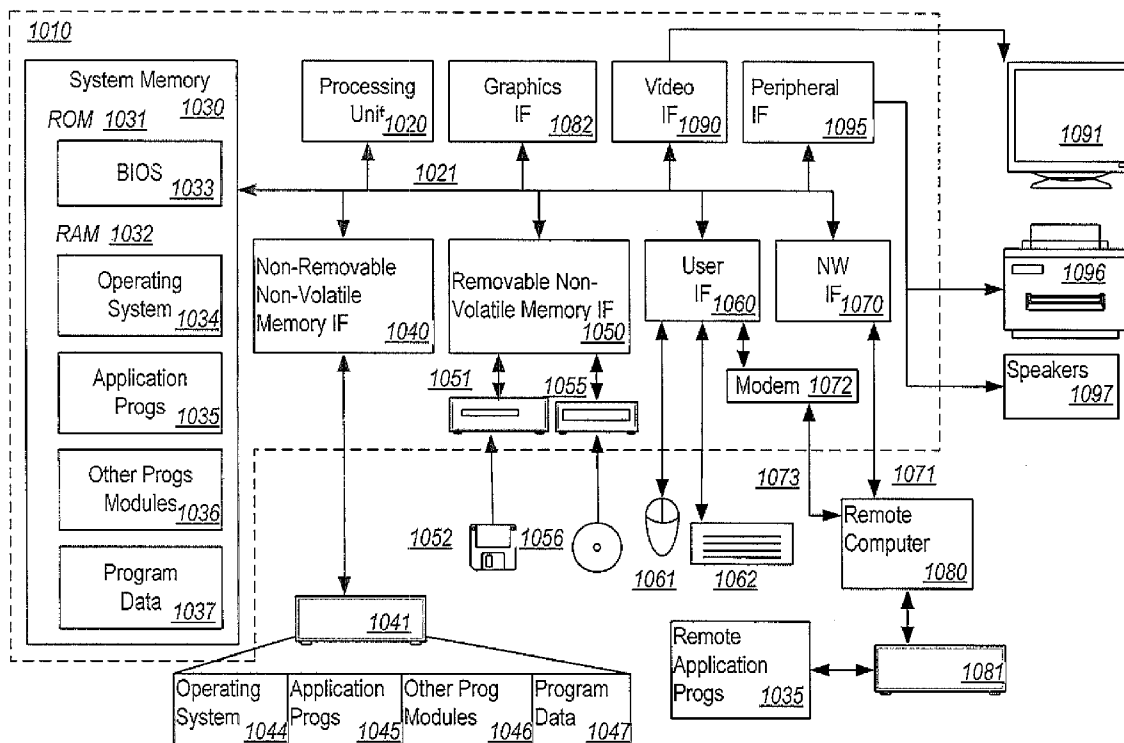 1010
System Memory
1030
ROM 1031
BIOS
1033
RAM 1032
Operating
System
1034
Application
Progs
1035
Other Progs
Modules
1036
Program
Data
1037
Processing
Unit
1020
Graphics
IF
1082
Video
IF
1090
Peripheral
IF
1095
1091
1021
Non-Removable
Non-Volatile
Memory IF
1040
Removable Non-
Volatile Memory IF
1050
User
IF
1060
NW
IF
1070
1096
Speakers
1097
1051
1055
Modem 1072
1073
1071
1052
1056
1061
1062
Remote
Computer
1080
1041
Operating
System
1044
Application
Progs
1045
Other Prog
Modules
1046
Program
Data
1047
Remote
Application
Progs
1035
1081